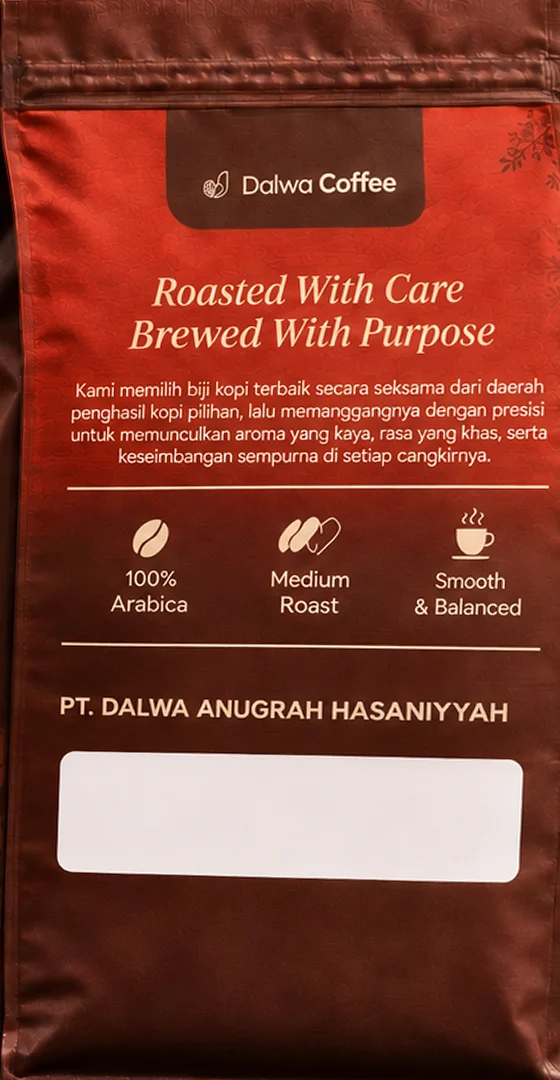 Dalwa Coffee
Roasted With Care
Brewed With Purpose
Kami memilih biji kopi terbaik secara seksama dari daerah
penghasil kopi pilihan, lalu memanggangnya dengan presisi
untuk memunculkan aroma yang kaya, rasa yang khas, serta
keseimbangan sempurna di setiap cangkirnya.
100%
Arabica
Medium
Roast
Smooth
& Balanced
PT. DALWA ANUGRAH HASANIYYAH